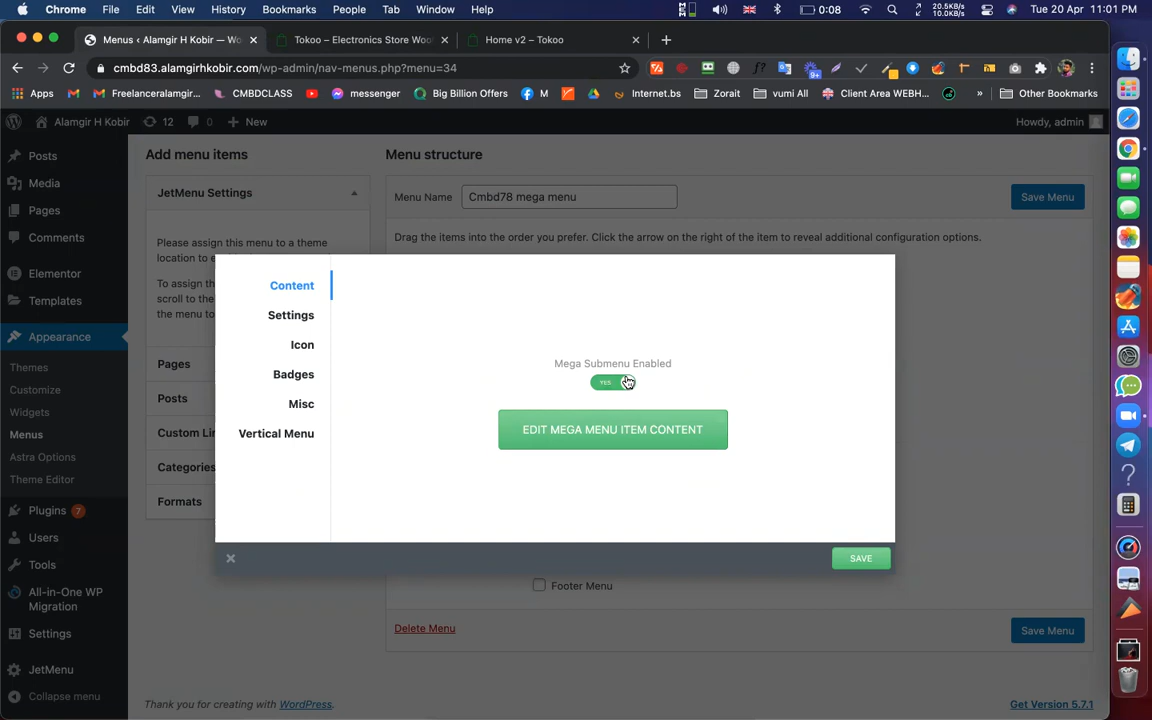 Chrome File Edit View History Bookmarks People Tab Window Help
0:08 20.5KB/s 10.0KB/s Tue 20 Apr 11:01 PM
Menus ‹ Alamgir H Kobir — Wo
Tokoo – Electronics Store Woo
Home v2 – Tokoo
cmbd83.alamgirhkobir.com/wp-admin/nav-menus.php?menu=34
f?
9+
Apps Freelanceralamgir... CMBDCLASS messenger Big Billion Offers M Internet.bs Zorait vumi All Client Area WEBH... » Other Bookmarks
Alamgir H Kobir 12 0 New Howdy, admin
Posts
Media
Pages
Comments
Elementor
Templates
Appearance
Themes
Customize
Widgets
Menus
Astra Options
Theme Editor
Plugins 7
Users
Tools
All-in-One WP
Migration
Settings
JetMenu
Collapse menu
Add menu items
JetMenu Settings
Please assign this menu to a theme
location to e
To assign th
scroll to the
the menu to
Pages
Posts
Custom Lin
Categories
Formats
Menu structure
Menu Name Cmbd78 mega menu Save Menu
Drag the items into the order you prefer. Click the arrow on the right of the item to reveal additional configuration options.
Content
Settings
Icon
Badges
Misc
Vertical Menu
Mega Submenu Enabled
YES
EDIT MEGA MENU ITEM CONTENT
SAVE
Footer Menu
Delete Menu Save Menu
Thank you for creating with WordPress. Get Version 5.7.1